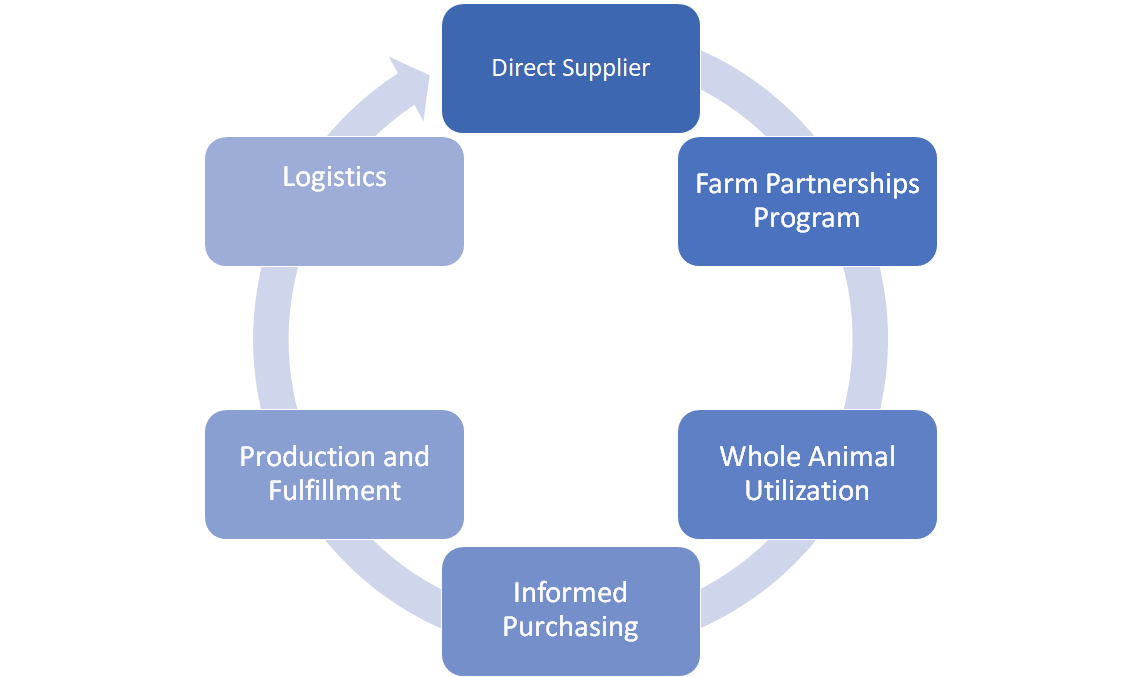 Direct Supplier
Farm Partnerships
Program
Whole Animal
Utilization
Informed
Purchasing
Production and
Fulfillment
Logistics